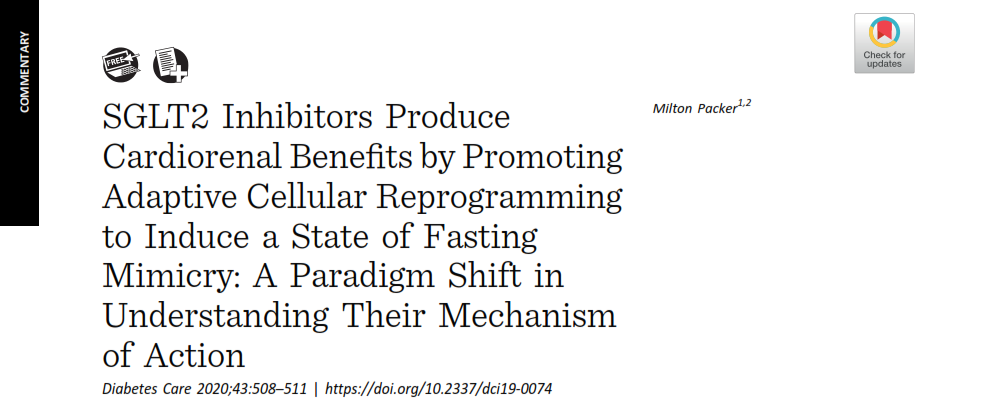 COMMENTARY
FREE
Check for
updates
SGLT2 Inhibitors Produce
Cardiorenal Benefits by Promoting
Adaptive Cellular Reprogramming
to Induce a State of Fasting
Mimicry: A Paradigm Shift in
Understanding Their Mechanism
of Action
Milton Packer1,2
Diabetes Care 2020;43:508–511 | https://doi.org/10.2337/dci19-0074